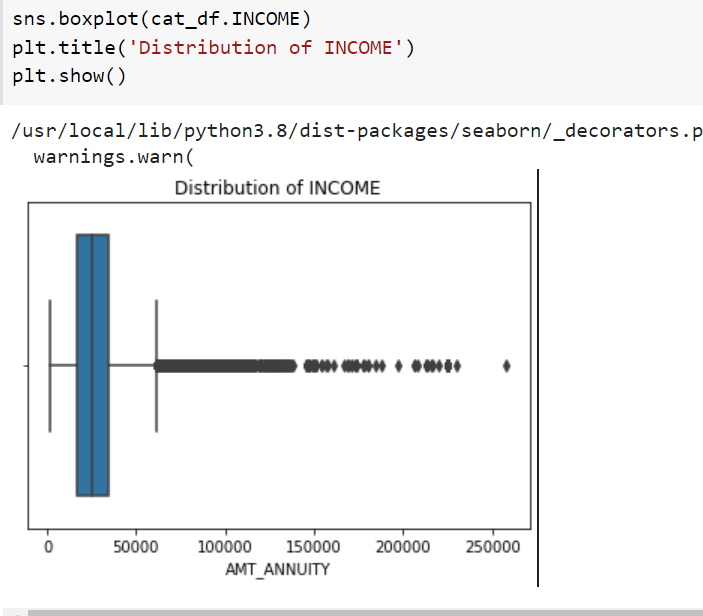 sns.boxplot(cat_df.INCOME)
plt.title('Distribution of INCOME')
plt.show()
/usr/local/lib/python3.8/dist-packages/seaborn/_decorators.p
warnings.warn(
Distribution of INCOME
0 50000 100000 150000 200000 250000
AMT_ANNUITY